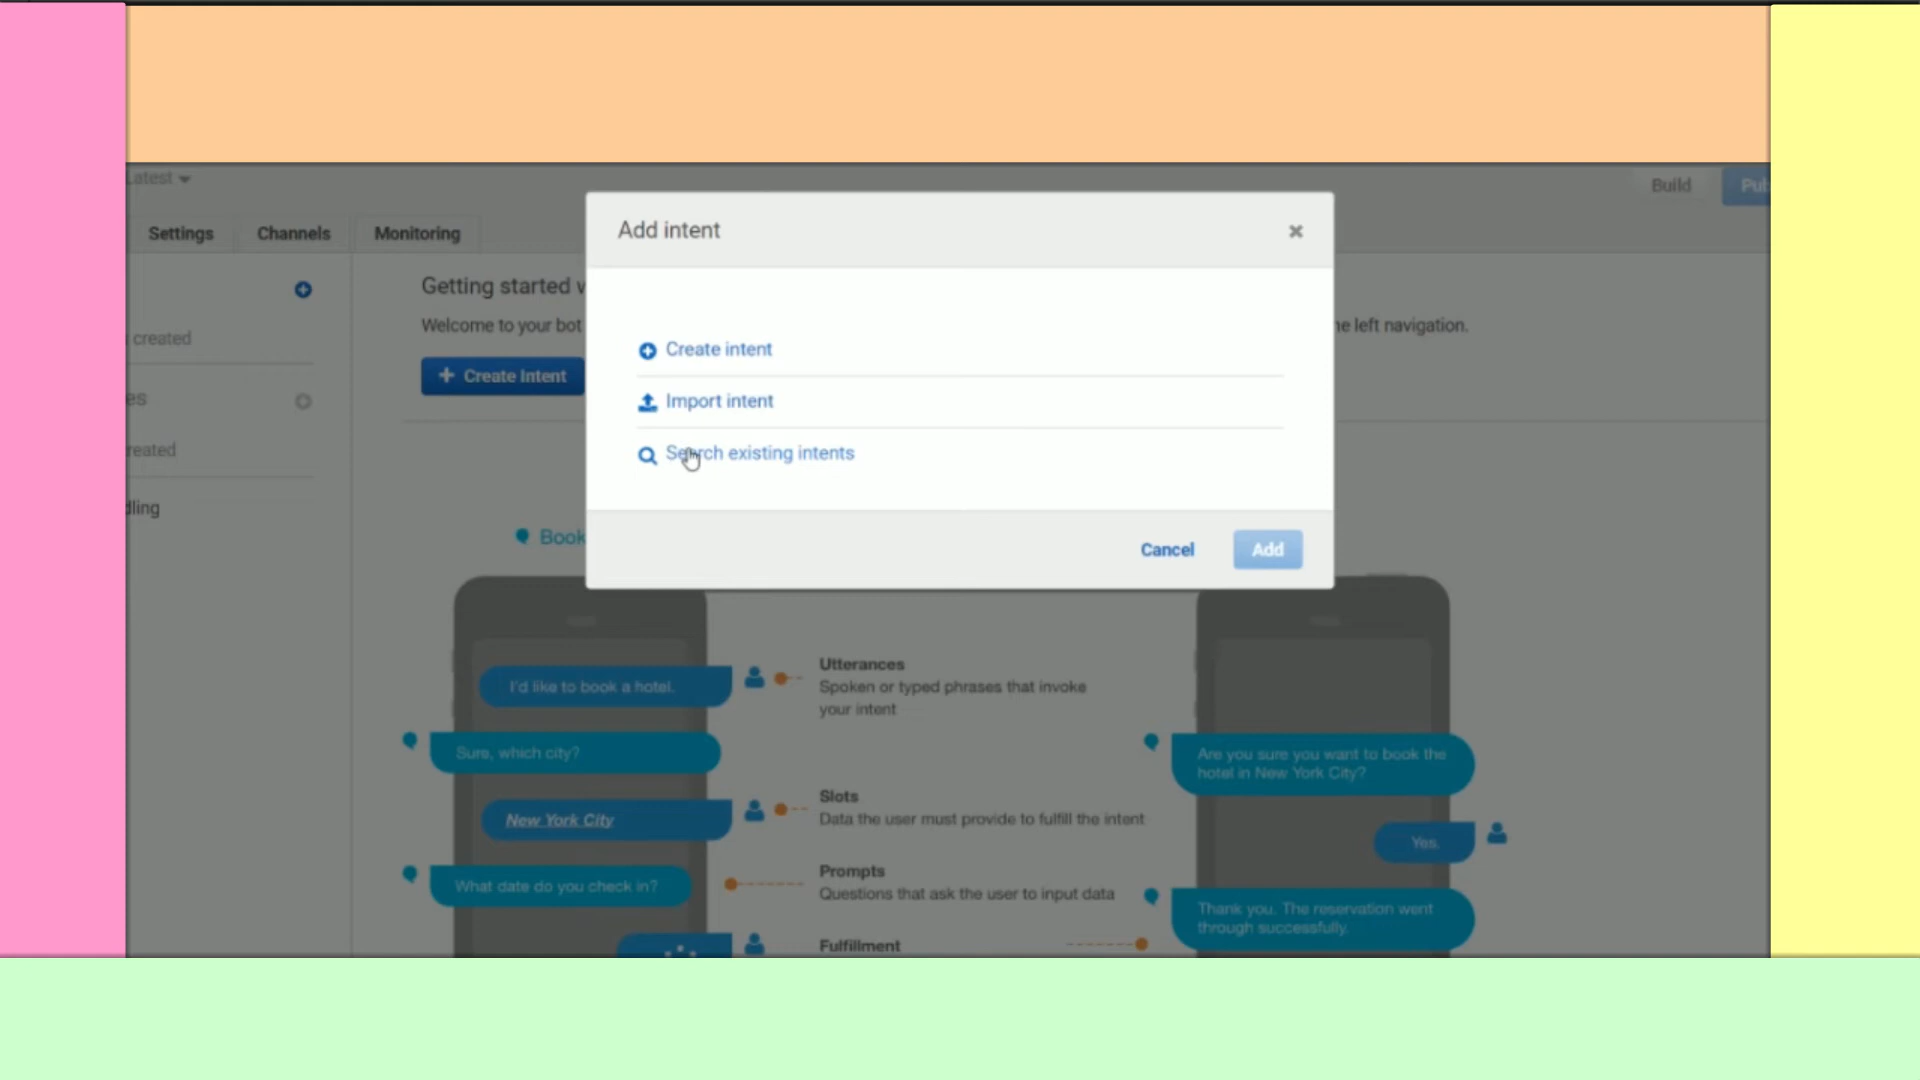 Latest
Build
Settings
Channels
Monitoring
Add intent
Getting started
Welcome to your bot
left navigation.
created
Create Intent
Create intent
Import intent
Search existing intents
Cancel
Add
Book
I'd like to book a hotel.
Sure, which city?
New York City
What date do you check in?
Utterances
Spoken or typed phrases that invoke
your intent
Slots
Data the user must provide to fulfill the intent
Prompts
Questions that ask the user to input data
Fulfillment
Are you sure you want to book the
hotel in New York City?
Yes.
Thank you. The reservation went
through successfully.